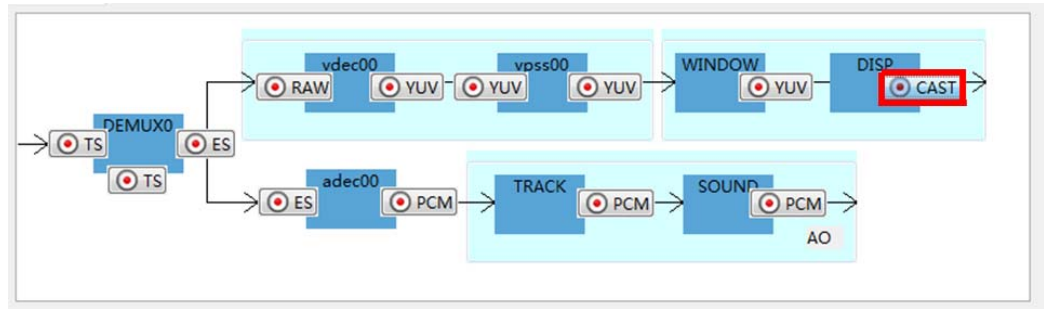 vdec00
vpss00
WINDOW
DISP
RAW
YUV
YUV
YUV
YUV
CAST
DEMUX0
TS
ES
TS
adec00
ES
PCM
TRACK
PCM
SOUND
PCM
AO